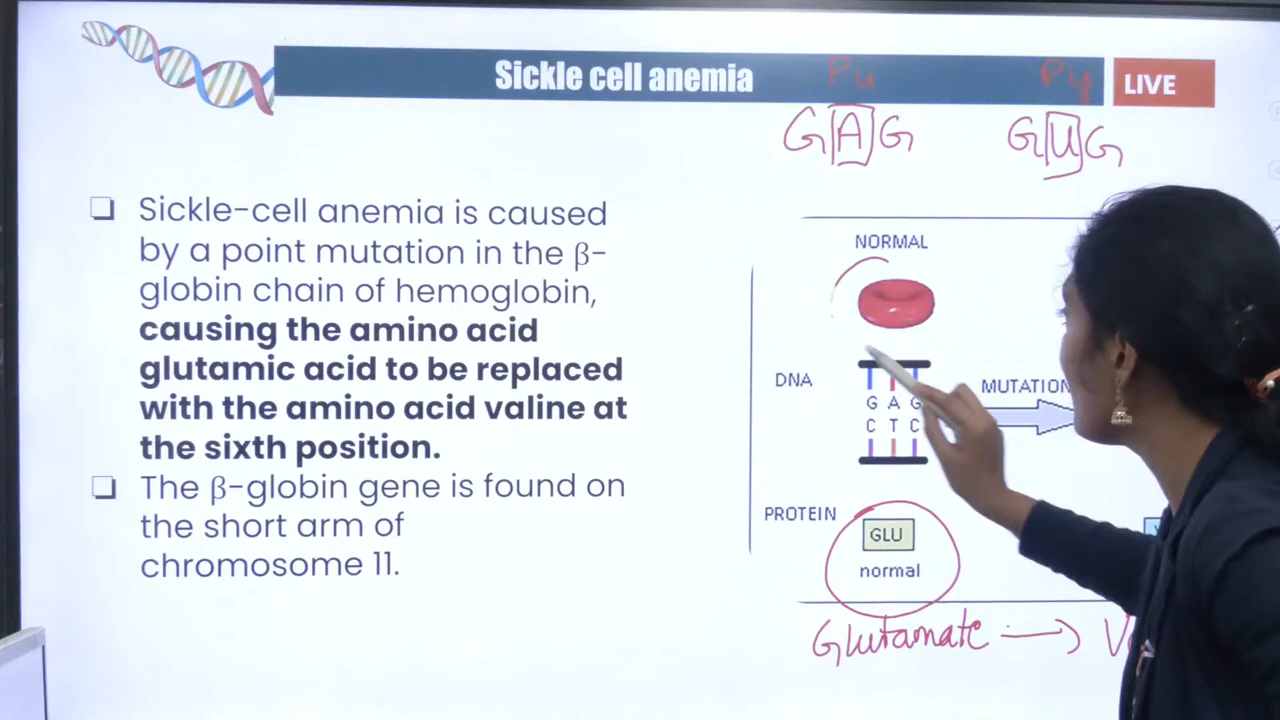 Sickle cell anemia
LIVE
Pu
Py
GAG
GUG
Sickle-cell anemia is caused
by a point mutation in the β-
globin chain of hemoglobin,
causing the amino acid
glutamic acid to be replaced
with the amino acid valine at
the sixth position.
The β-globin gene is found on
the short arm of
chromosome 11.
NORMAL
DNA
MUTATION
G A G
C T C
PROTEIN
GLU
normal
Glutamate → V